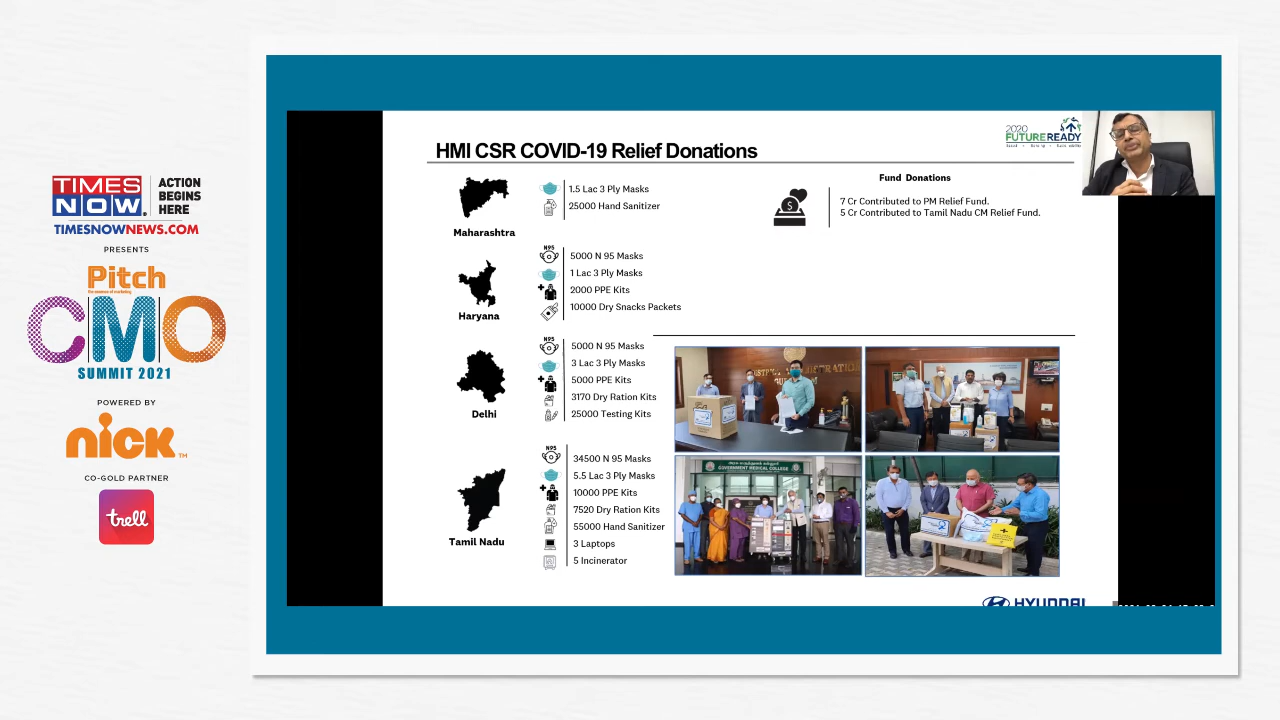 TIMES
NOW.
ACTION
BEGINS
HERE
TIMESNOWNEWS.COM
PRESENTS
Pitch
CMO
SUMMIT 2021
POWERED BY
nick
TM
CO-GOLD PARTNER
trell
HMI CSR COVID-19 Relief Donations
2020
FUTUREREADY
Maharashtra
1.5 Lac 3 Ply Masks
25000 Hand Sanitizer
Fund Donations
7 Cr Contributed to PM Relief Fund.
5 Cr Contributed to Tamil Nadu CM Relief Fund.
Haryana
N95
5000 N 95 Masks
1 Lac 3 Ply Masks
2000 PPE Kits
10000 Dry Snacks Packets
Delhi
N95
5000 N 95 Masks
3 Lac 3 Ply Masks
5000 PPE Kits
3170 Dry Ration Kits
25000 Testing Kits
Tamil Nadu
N95
34500 N 95 Masks
5.5 Lac 3 Ply Masks
10000 PPE Kits
7520 Dry Ration Kits
55000 Hand Sanitizer
3 Laptops
5 Incinerator
GOVERNMENT MEDICAL COLLEGE
HYUNDAI